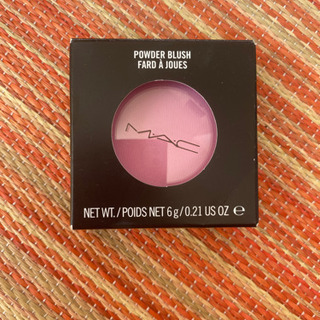 POWDER BLUSH
FARD À JOUES
MAC
NET WT./POIDS NET 6 g/0.21 US OZ ℮